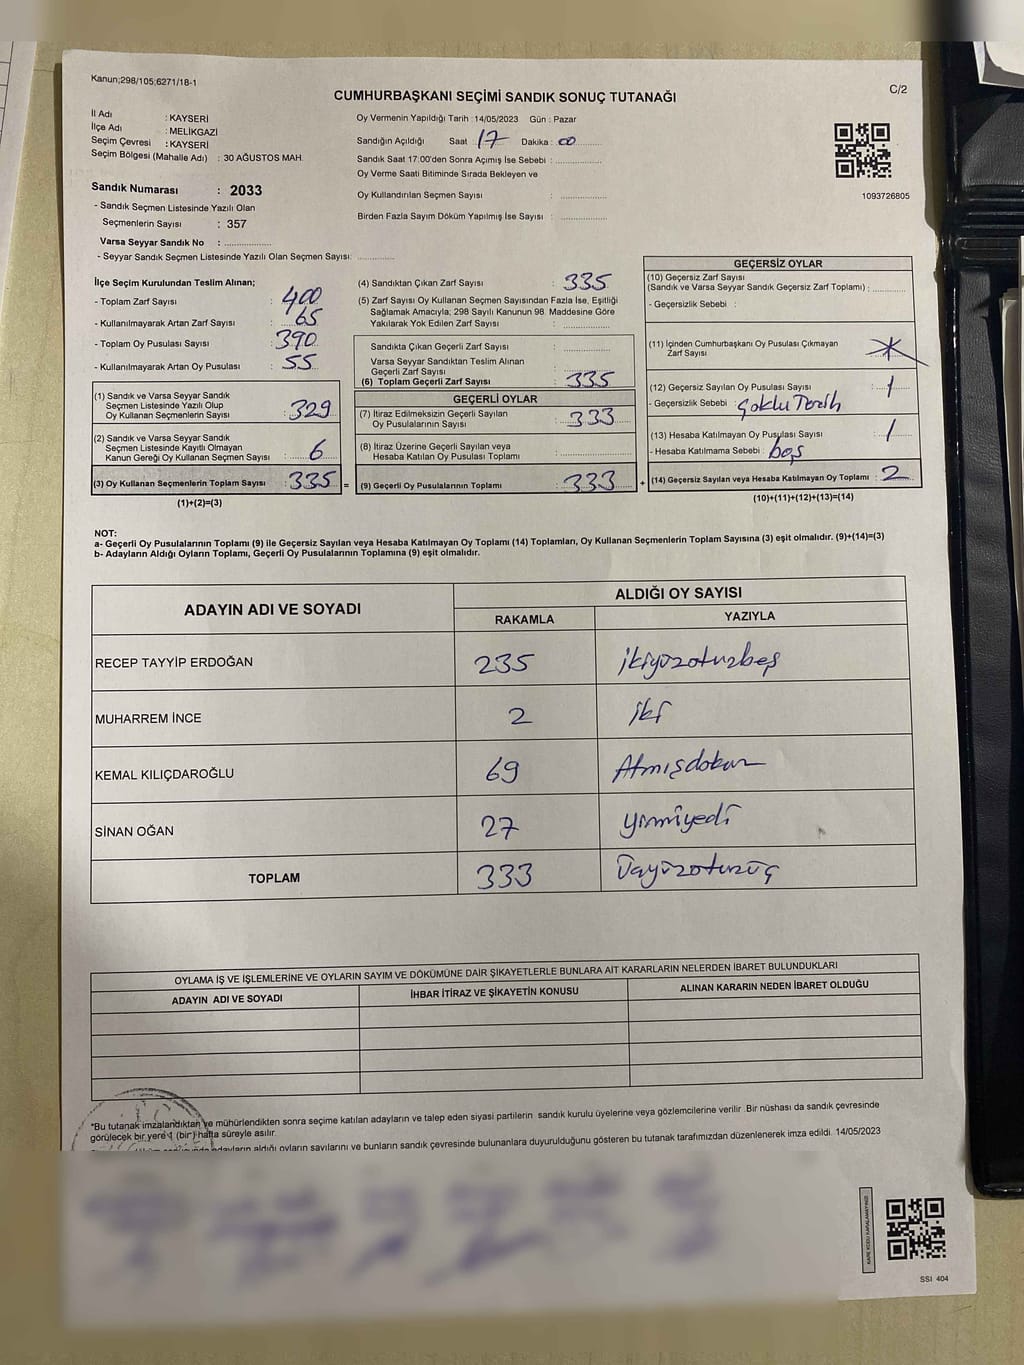 Kanun;298/105;6271/18-1
C/2
CUMHURBAŞKANI SEÇİMİ SANDIK SONUÇ TUTANAĞI
İl Adı : KAYSERİ
İlçe Adı : MELİKGAZİ
Seçim Çevresi : KAYSERİ
Seçim Bölgesi (Mahalle Adı) : 30 AĞUSTOS MAH.
Oy Vermenin Yapıldığı Tarih :14/05/2023 Gün : Pazar
Sandığın Açıldığı Saat 17 Dakika : 00
Sandık Saat 17:00'den Sonra Açımış İse Sebebi : ..............
Oy Verme Saati Bitiminde Sırada Bekleyen ve
Oy Kullandırılan Seçmen Sayısı : ..............
Birden Fazla Sayım Döküm Yapılmış İse Sayısı : ..............
1093726805
Sandık Numarası : 2033
- Sandık Seçmen Listesinde Yazılı Olan
Seçmenlerin Sayısı : 357
Varsa Seyyar Sandık No : ..............
- Seyyar Sandık Seçmen Listesinde Yazılı Olan Seçmen Sayısı: ..............
İlçe Seçim Kurulundan Teslim Alınan;
- Toplam Zarf Sayısı : 400
- Kullanılmayarak Artan Zarf Sayısı : 65
- Toplam Oy Pusulası Sayısı : 390
- Kullanılmayarak Artan Oy Pusulası : 55
(1) Sandık ve Varsa Seyyar Sandık
Seçmen Listesinde Yazılı Olup
Oy Kullanan Seçmenlerin Sayısı : 329
(2) Sandık ve Varsa Seyyar Sandık
Seçmen Listesinde Kayıtlı Olmayan
Kanun Gereği Oy Kullanan Seçmen Sayısı : 6
(3) Oy Kullanan Seçmenlerin Toplam Sayısı : 335 =
(1)+(2)=(3)
(4) Sandıktan Çıkan Zarf Sayısı : 335
(5) Zarf Sayısı Oy Kullanan Seçmen Sayısından Fazla İse, Eşitliği
Sağlamak Amacıyla; 298 Sayılı Kanunun 98. Maddesine Göre
Yakılarak Yok Edilen Zarf Sayısı : ..............
Sandıkta Çıkan Geçerli Zarf Sayısı : ..............
Varsa Seyyar Sandıktan Teslim Alınan
Geçerli Zarf Sayısı : ..............
(6) Toplam Geçerli Zarf Sayısı : 335
GEÇERLİ OYLAR
(7) İtiraz Edilmeksizin Geçerli Sayılan
Oy Pusulalarının Sayısı : 333
(8) İtiraz Üzerine Geçerli Sayılan veya
Hesaba Katılan Oy Pusulası Toplamı : ..............
(9) Geçerli Oy Pusulalarının Toplamı : 333 +
GEÇERSİZ OYLAR
(10) Geçersiz Zarf Sayısı
(Sandık ve Varsa Seyyar Sandık Geçersiz Zarf Toplamı) : ..............
- Geçersizlik Sebebi :
(11) İçinden Cumhurbaşkanı Oy Pusulası Çıkmayan
Zarf Sayısı :
(12) Geçersiz Sayılan Oy Pusulası Sayısı : 1
- Geçersizlik Sebebi : Çoklu Tercih
(13) Hesaba Katılmayan Oy Pusulası Sayısı : 1
- Hesaba Katılmama Sebebi : boş
(14) Geçersiz Sayılan veya Hesaba Katılmayan Oy Toplamı : 2
(10)+(11)+(12)+(13)=(14)
NOT:
a- Geçerli Oy Pusulalarının Toplamı (9) ile Geçersiz Sayılan veya Hesaba Katılmayan Oy Toplamı (14) Toplamları, Oy Kullanan Seçmenlerin Toplam Sayısına (3) eşit olmalıdır. (9)+(14)=(3)
b- Adayların Aldığı Oyların Toplamı, Geçerli Oy Pusulalarının Toplamına (9) eşit olmalıdır.
ADAYIN ADI VE SOYADI
ALDIĞI OY SAYISI
RAKAMLA YAZIYLA
RECEP TAYYİP ERDOĞAN 235 ikiyüzotuzbeş
MUHARREM İNCE 2 iki
KEMAL KILIÇDAROĞLU 69 Atmışdokuz
SİNAN OĞAN 27 yirmiyedi
TOPLAM 333 Üçyüzotuzüç
OYLAMA İŞ VE İŞLEMLERİNE VE OYLARIN SAYIM VE DÖKÜMÜNE DAİR ŞİKAYETLERLE BUNLARA AİT KARARLARIN NELERDEN İBARET BULUNDUKLARI
ADAYIN ADI VE SOYADI İHBAR İTİRAZ VE ŞİKAYETİN KONUSU ALINAN KARARIN NEDEN İBARET OLDUĞU
*Bu tutanak imzalandıktan ve mühürlendikten sonra seçime katılan adayların ve talep eden siyasi partilerin sandık kurulu üyelerine veya gözlemcilerine verilir .Bir nüshası da sandık çevresinde
görülecek bir yere 1 (bir) hafta süreyle asılır.
adayların aldığı oyların sayılarını ve bunların sandık çevresinde bulunanlara duyurulduğunu gösteren bu tutanak tarafımızdan düzenlenerek imza edildi. 14/05/2023
KARE KODU KARALAMAYINIZ!
SSI 404